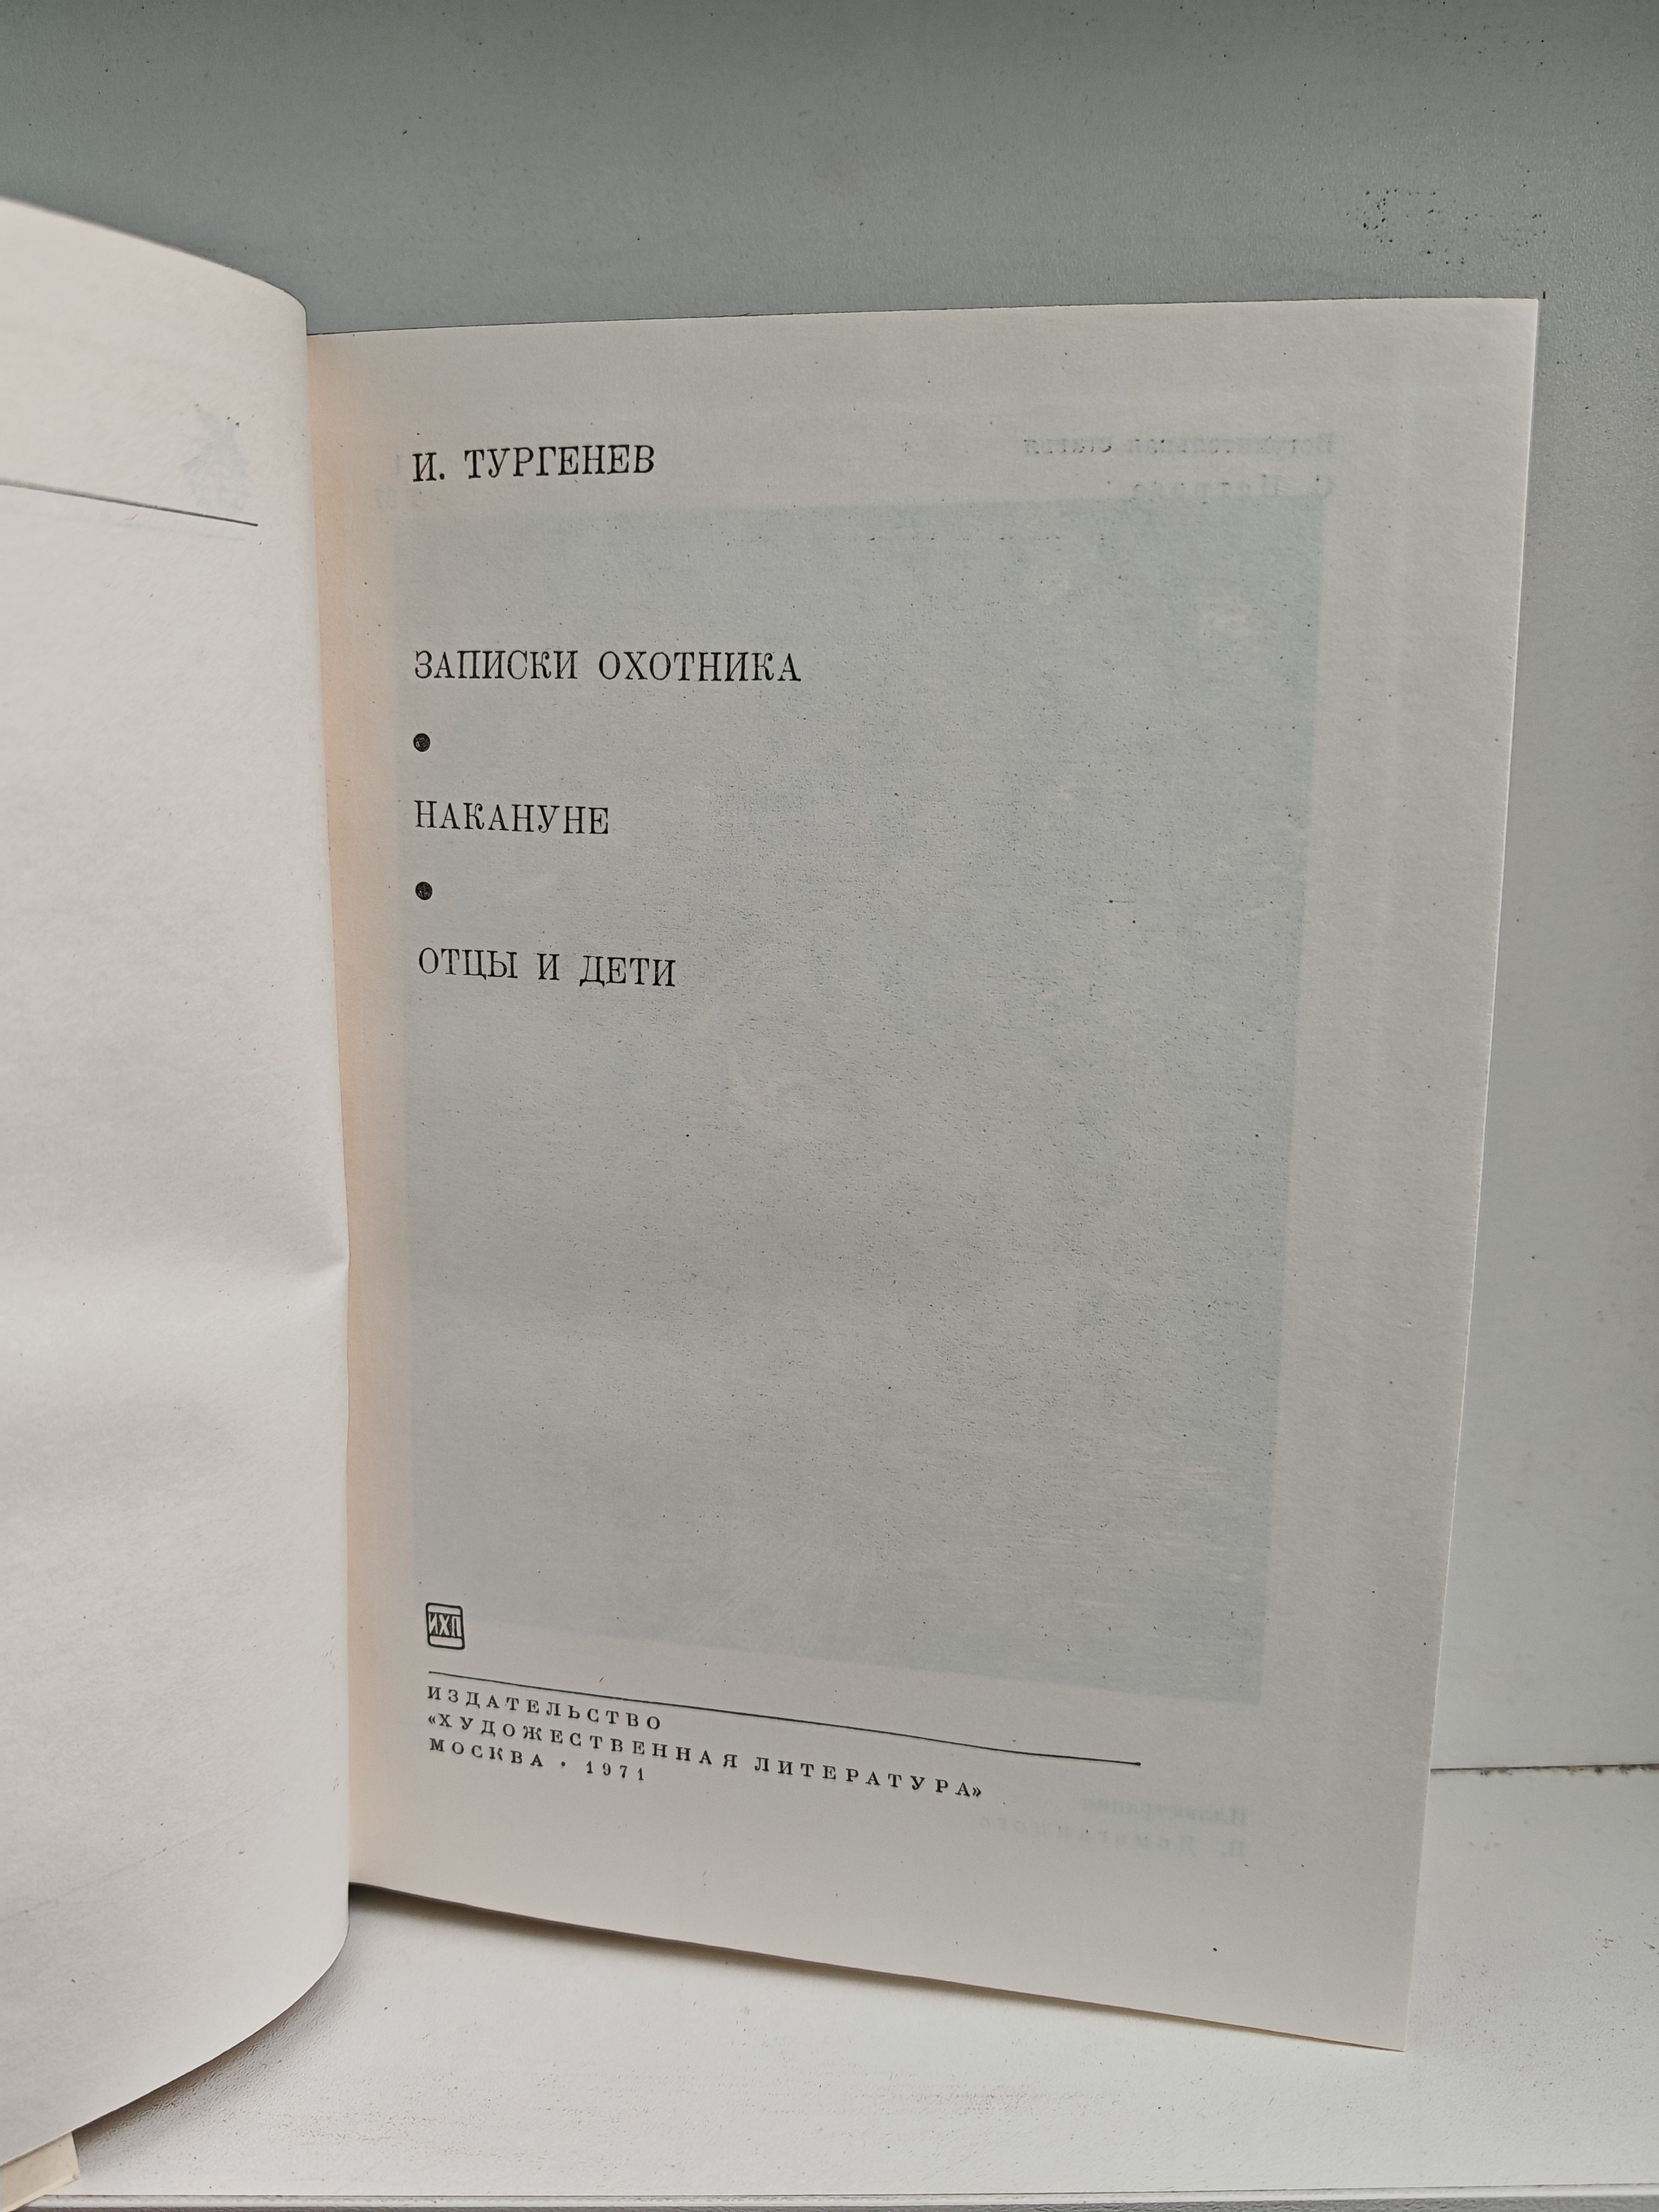 И. ТУРГЕНЕВ
ЗАПИСКИ ОХОТНИКА
•
НАКАНУНЕ
•
ОТЦЫ И ДЕТИ
ИХЛ
ИЗДАТЕЛЬСТВО
«ХУДОЖЕСТВЕННАЯ ЛИТЕРАТУРА»
МОСКВА • 1971